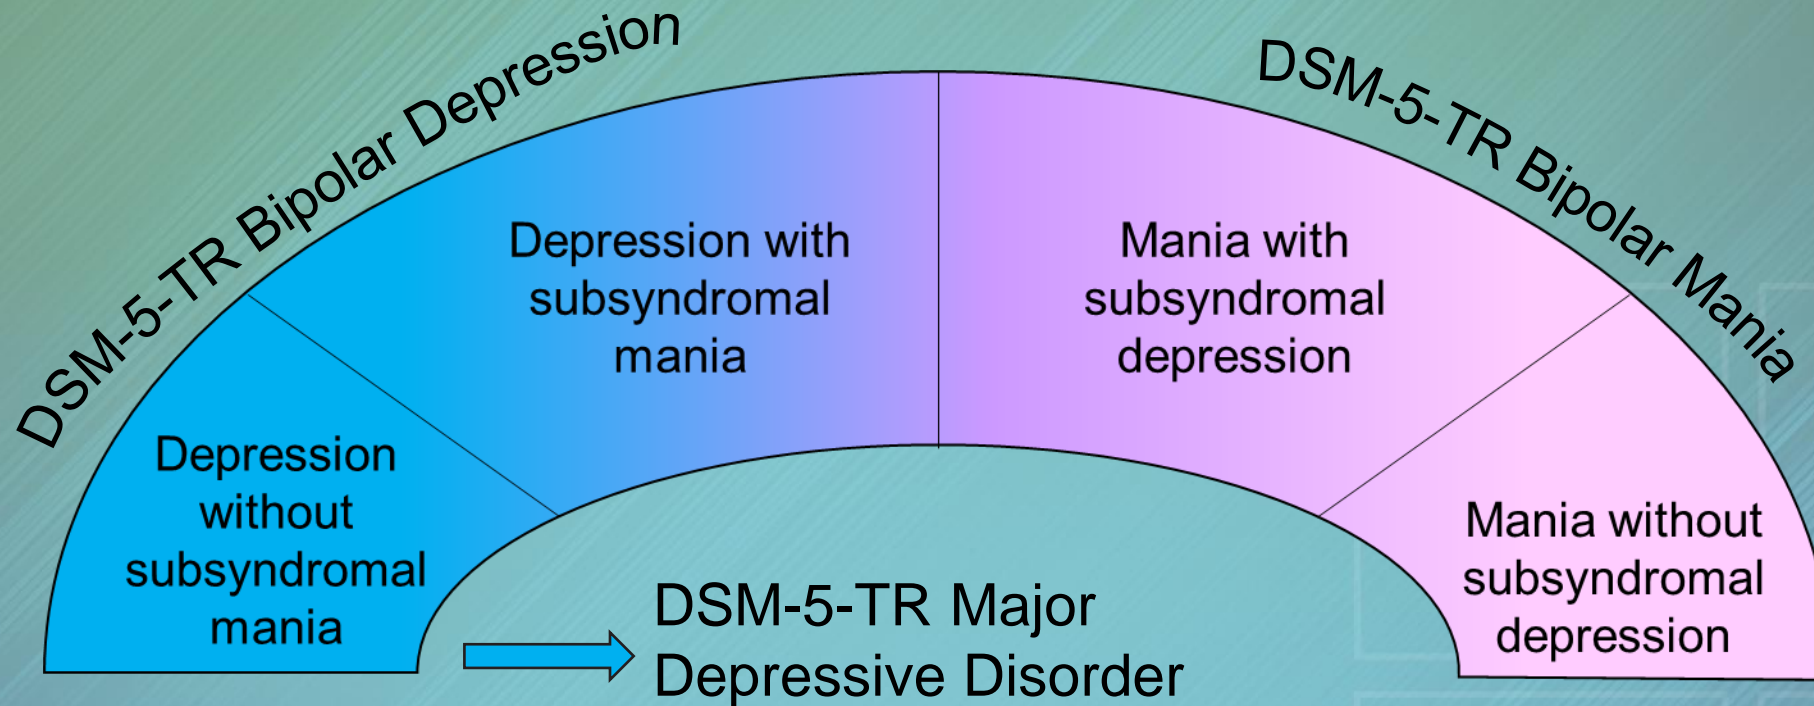 DSM-5-TR Bipolar Depression
DSM-5-TR Bipolar Mania
Depression with
subsyndromal
mania
Mania with
subsyndromal
depression
Depression
without
subsyndromal
mania
Mania without
subsyndromal
depression
DSM-5-TR Major
Depressive Disorder